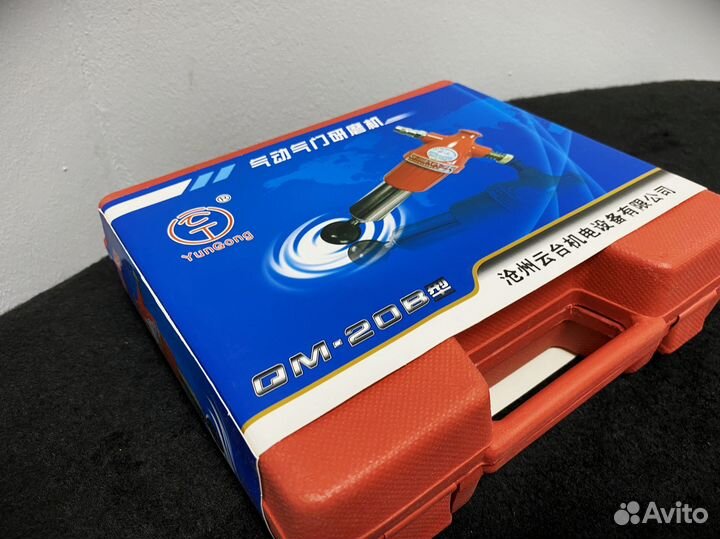 气动气门研磨机
R
YunGong
QM-20B型
沧州云台机电设备有限公司
Avito